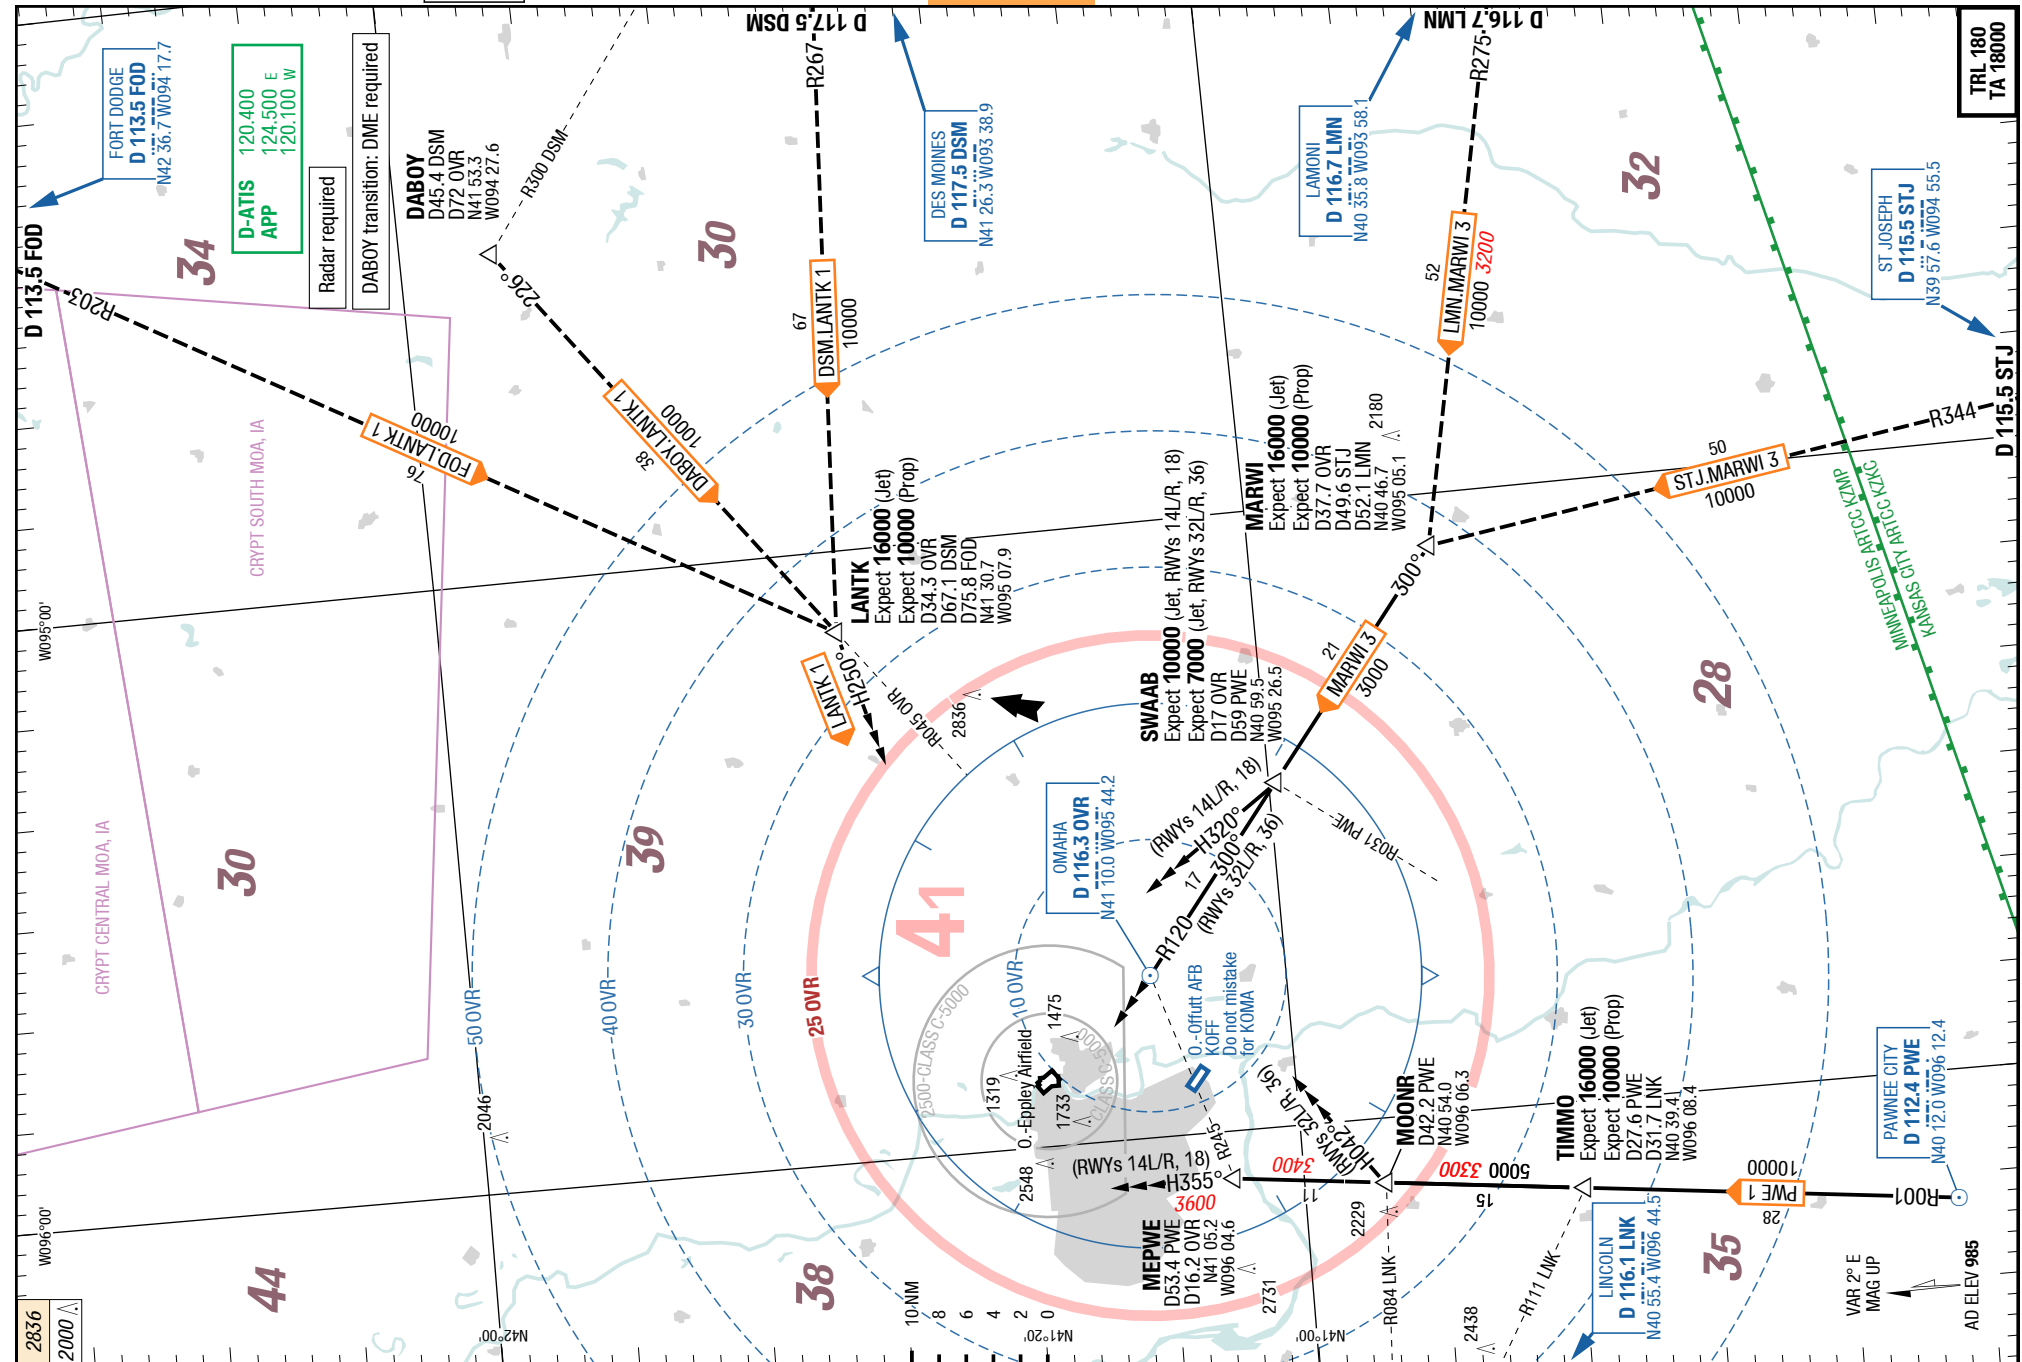 D 113.5 FOD
FORT DODGE
D 113.5 FOD
N42 36.7 W094 17.7
D-ATIS 120.400
APP 124.500 E
120.100 W
Radar required
DABOY transition: DME required
34
R203
CRYPT SOUTH MOA, IA
CRYPT CENTRAL MOA, IA
30
44
2836
2000
W095°00'
W096°00'
N42°00'
N41°20'
N41°00'
FOD.LANTK 1
10000
76
DABOY
D45.4 DSM
D72 OVR
N41 53.3
W094 27.6
R300 DSM
226°
DABOY.LANTK 1
10000
38
30
D 117.5 DSM
R267
67
DSM.LANTK 1
10000
DES MOINES
D 117.5 DSM
N41 26.3 W093 38.9
LANTK
Expect 16000 (Jet)
Expect 10000 (Prop)
D34.3 OVR
D67.1 DSM
D75.8 FOD
N41 30.7
W095 07.9
LANTK 1
H250°
R045 OVR
2836
39
41
38
50 OVR
40 OVR
30 OVR
25 OVR
10 OVR
2046
D 116.7 LMN
R275
LAMONI
D 116.7 LMN
N40 35.8 W093 58.1
52
LMN.MARWI 3
10000 3200
32
TRL 180
TA 18000
ST JOSEPH
D 115.5 STJ
N39 57.6 W094 55.5
D 115.5 STJ
R344
50
STJ.MARWI 3
10000
MINNEAPOLIS ARTCC KZMP
KANSAS CITY ARTCC KZKC
MARWI
Expect 16000 (Jet)
Expect 10000 (Prop)
D37.7 OVR
D49.6 STJ
D52.1 LMN
N40 46.7
W095 05.1
2180
300°
21
MARWI 3
3000
28
SWAAB
Expect 10000 (Jet, RWYs 14L/R, 18)
Expect 7000 (Jet, RWYs 32L/R, 36)
D17 OVR
D59 PWE
N40 59.5
W095 26.5
(RWYs 14L/R, 18)
H320°
300°
17
(RWYs 32L/R, 36)
R120
R031 PWE
OMAHA
D 116.3 OVR
N41 10.0 W095 44.2
2500-CLASS C-5000
CLASS C-5000
1475
1319
O.-Eppley Airfield
1733
2548
O.-Offutt AFB
KOFF
Do not mistake
for KOMA
R245
(RWYs 14L/R, 18)
H355°
3600
MEPWE
D53.4 PWE
D16.2 OVR
N41 05.2
W096 04.6
2731
3400
11
(RWYs 32L/R, 36)
H042°
MOONR
D42.2 PWE
N40 54.0
W096 06.3
2229
R084 LNK
3300 5000
15
TIMMO
Expect 16000 (Jet)
Expect 10000 (Prop)
D27.6 PWE
D31.7 LNK
N40 39.4
W096 08.4
R111 LNK
2438
LINCOLN
D 116.1 LNK
N40 55.4 W096 44.5
35
10000
PWE 1
28
R001
PAWNEE CITY
D 112.4 PWE
N40 12.0 W096 12.4
VAR 2° E
MAG UP
AD ELEV 985
10 NM
8
6
4
2
0